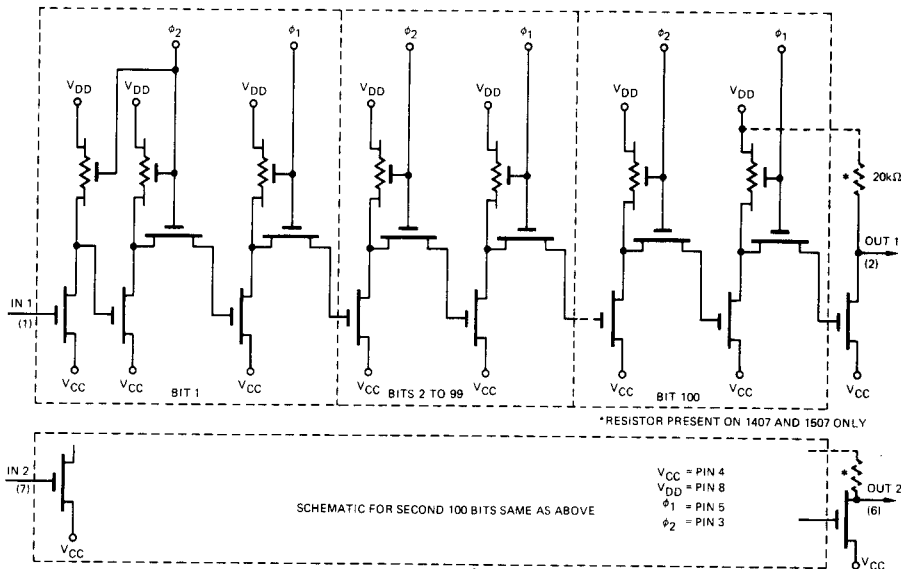 ϕ2 ϕ1 ϕ2 ϕ1 ϕ2 ϕ1
VDD VDD VDD VDD VDD VDD VDD
* 20kΩ
OUT 1
(2)
IN 1
(1)
VCC VCC VCC VCC VCC VCC VCC VCC
BIT 1 BITS 2 TO 99 BIT 100
*RESISTOR PRESENT ON 1407 AND 1507 ONLY
IN 2
(7)
VCC
SCHEMATIC FOR SECOND 100 BITS SAME AS ABOVE
VCC = PIN 4
VDD = PIN 8
ϕ1 = PIN 5
ϕ2 = PIN 3
*
OUT 2
(6)
VCC